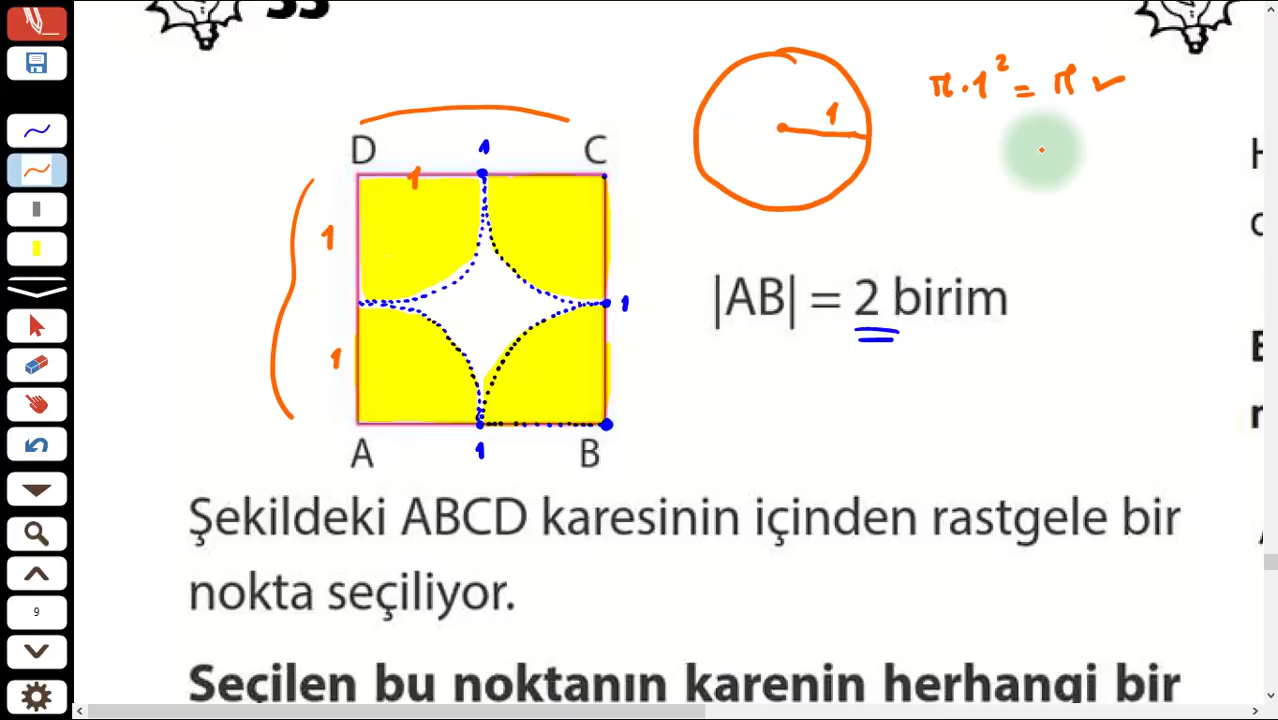 π·1² = π ✓
1
D
1
C
1
1
1
1
1
|AB| = 2 birim
A
1
B
Şekildeki ABCD karesinin içinden rastgele bir
nokta seçiliyor.
Seçilen bu noktanın karenin herhangi bir
9